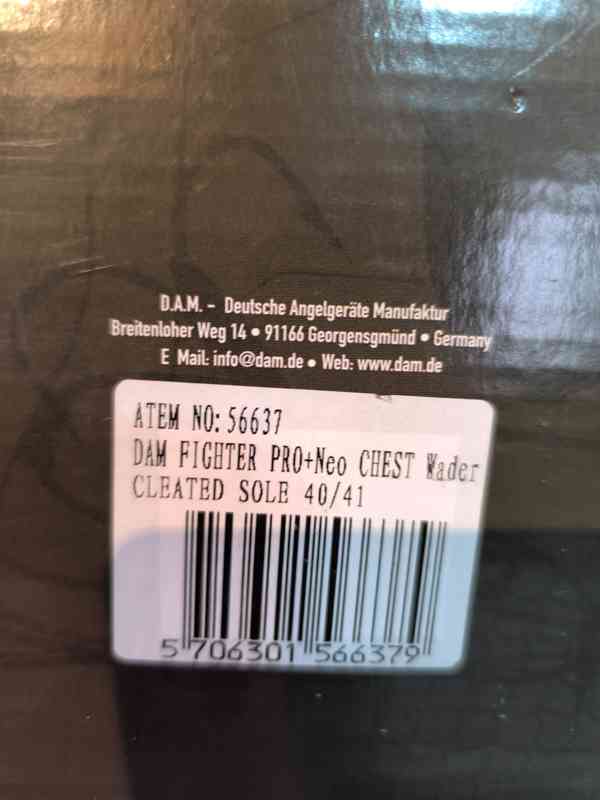 D.A.M. - Deutsche Angelgeräte Manufaktur
Breitenloher Weg 14 • 91166 Georgensgmünd • Germany
E Mail: info@dam.de • Web: www.dam.de
ATEM NO: 56637
DAM FIGHTER PRO+Neo CHEST Wader
CLEATED SOLE 40/41
5 706301 566379